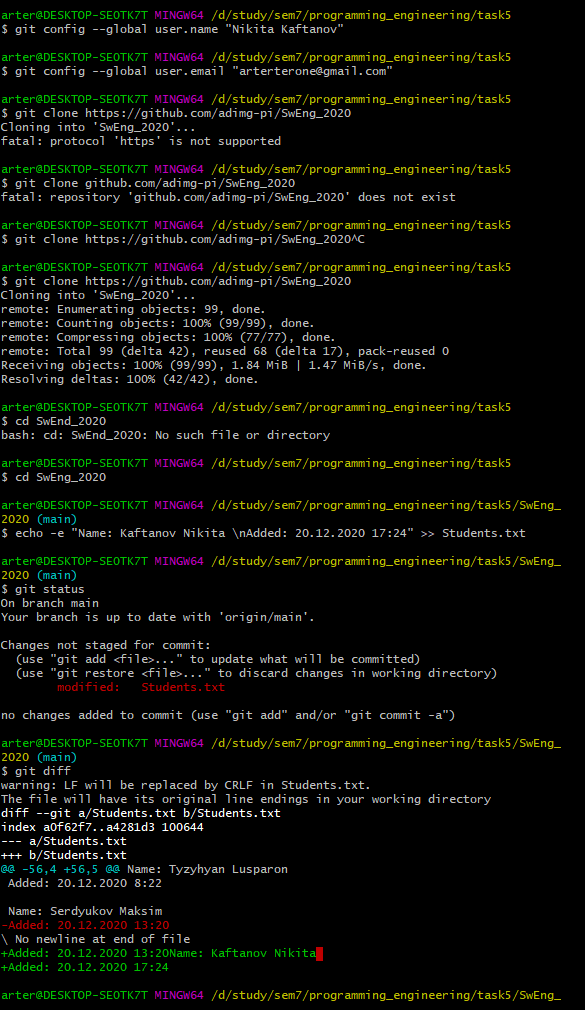 arter@DESKTOP-SEOTK7T MINGW64 /d/study/sem7/programming_engineering/task5
$ git config --global user.name "Nikita Kaftanov"
arter@DESKTOP-SEOTK7T MINGW64 /d/study/sem7/programming_engineering/task5
$ git config --global user.email "arterterone@gmail.com"
arter@DESKTOP-SEOTK7T MINGW64 /d/study/sem7/programming_engineering/task5
$ git clone https://github.com/adimg-pi/SwEng_2020
Cloning into 'SwEng_2020'...
fatal: protocol 'https' is not supported
arter@DESKTOP-SEOTK7T MINGW64 /d/study/sem7/programming_engineering/task5
$ git clone github.com/adimg-pi/SwEng_2020
fatal: repository 'github.com/adimg-pi/SwEng_2020' does not exist
arter@DESKTOP-SEOTK7T MINGW64 /d/study/sem7/programming_engineering/task5
$ git clone https://github.com/adimg-pi/SwEng_2020^C
arter@DESKTOP-SEOTK7T MINGW64 /d/study/sem7/programming_engineering/task5
$ git clone https://github.com/adimg-pi/SwEng_2020
Cloning into 'SwEng_2020'...
remote: Enumerating objects: 99, done.
remote: Counting objects: 100% (99/99), done.
remote: Compressing objects: 100% (77/77), done.
remote: Total 99 (delta 42), reused 68 (delta 17), pack-reused 0
Receiving objects: 100% (99/99), 1.84 MiB | 1.47 MiB/s, done.
Resolving deltas: 100% (42/42), done.
arter@DESKTOP-SEOTK7T MINGW64 /d/study/sem7/programming_engineering/task5
$ cd SwEnd_2020
bash: cd: SwEnd_2020: No such file or directory
arter@DESKTOP-SEOTK7T MINGW64 /d/study/sem7/programming_engineering/task5
$ cd SwEng_2020
arter@DESKTOP-SEOTK7T MINGW64 /d/study/sem7/programming_engineering/task5/SwEng_
2020 (main)
$ echo -e "Name: Kaftanov Nikita \nAdded: 20.12.2020 17:24" >> Students.txt
arter@DESKTOP-SEOTK7T MINGW64 /d/study/sem7/programming_engineering/task5/SwEng_
2020 (main)
$ git status
On branch main
Your branch is up to date with 'origin/main'.
Changes not staged for commit:
(use "git add <file>..." to update what will be committed)
(use "git restore <file>..." to discard changes in working directory)
modified: Students.txt
no changes added to commit (use "git add" and/or "git commit -a")
arter@DESKTOP-SEOTK7T MINGW64 /d/study/sem7/programming_engineering/task5/SwEng_
2020 (main)
$ git diff
warning: LF will be replaced by CRLF in Students.txt.
The file will have its original line endings in your working directory
diff --git a/Students.txt b/Students.txt
index a0f62f7..a4281d3 100644
--- a/Students.txt
+++ b/Students.txt
@@ -56,4 +56,5 @@ Name: Tyzyhyan Lusparon
Added: 20.12.2020 8:22
Name: Serdyukov Maksim
-Added: 20.12.2020 13:20
\ No newline at end of file
+Added: 20.12.2020 13:20Name: Kaftanov Nikita
+Added: 20.12.2020 17:24
arter@DESKTOP-SEOTK7T MINGW64 /d/study/sem7/programming_engineering/task5/SwEng_